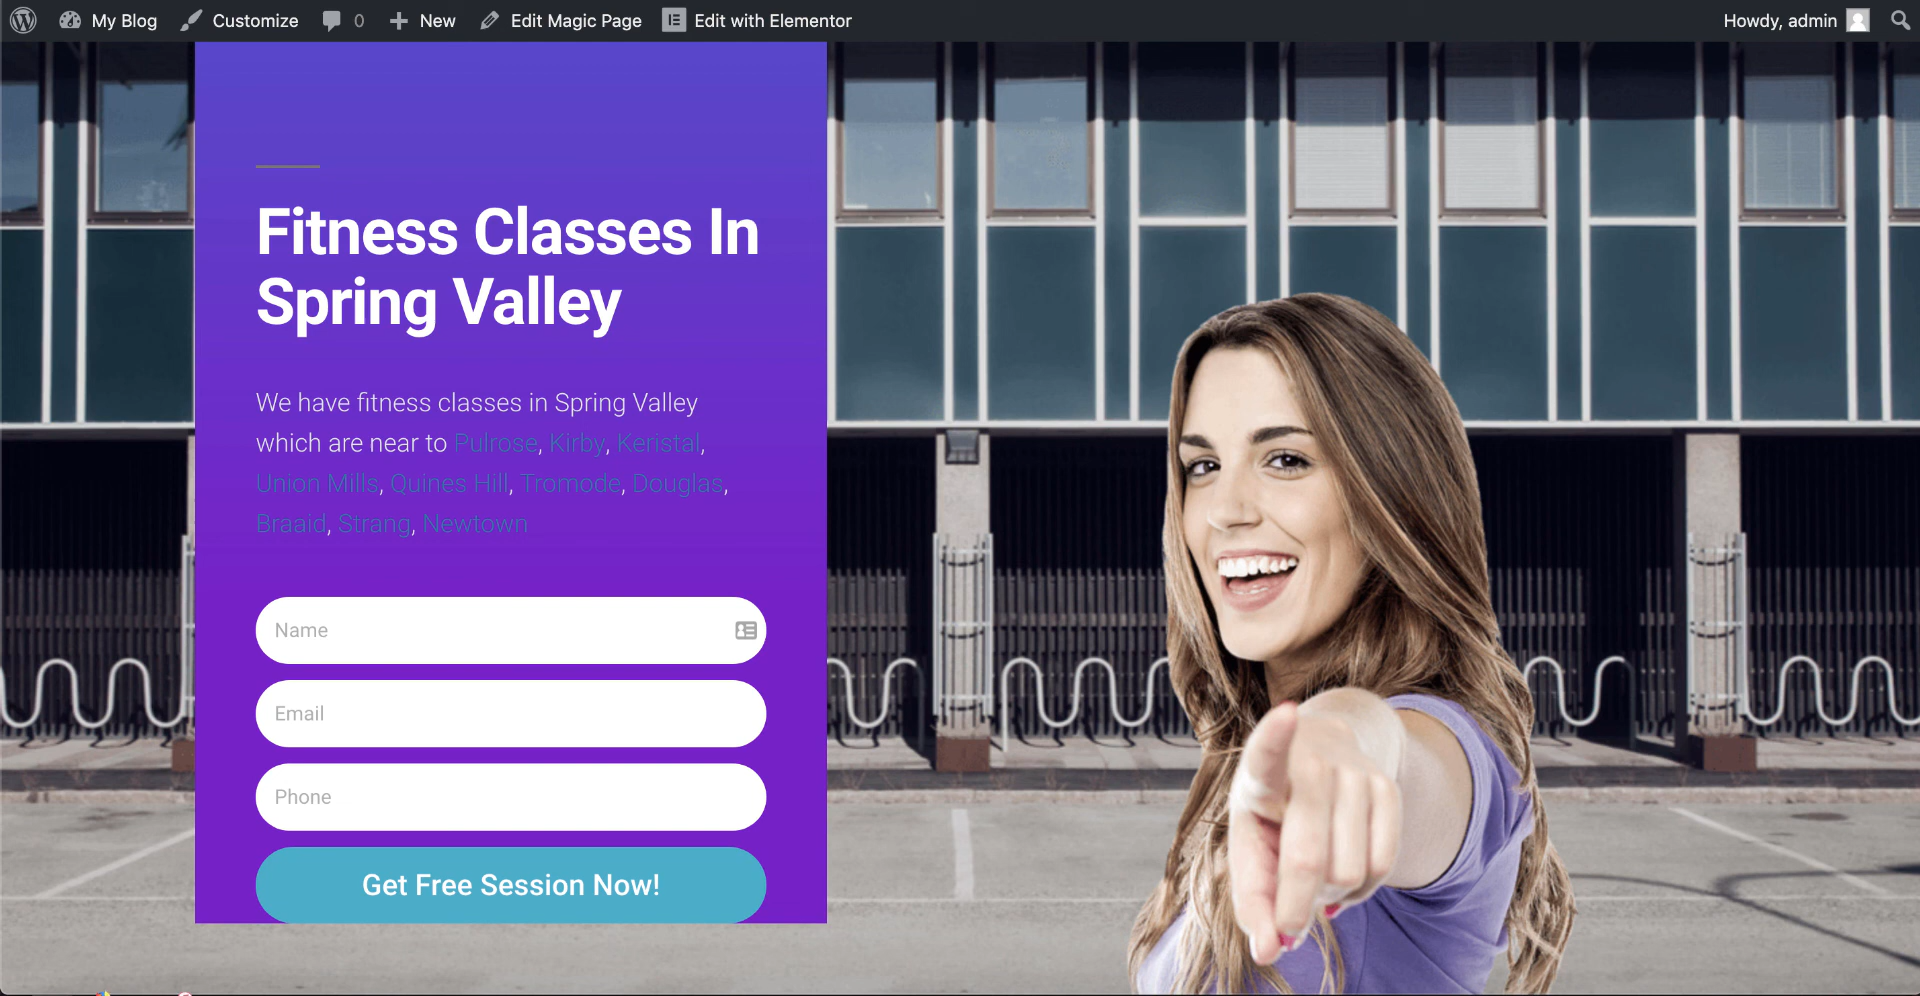 My Blog Customize 0 New Edit Magic Page Edit with Elementor Howdy, admin
Fitness Classes In
Spring Valley
We have fitness classes in Spring Valley
which are near to Pulrose, Kirby, Keristal,
Union Mills, Quines Hill, Tromode, Douglas,
Braaid, Strang, Newtown
Name
Email
Phone
Get Free Session Now!